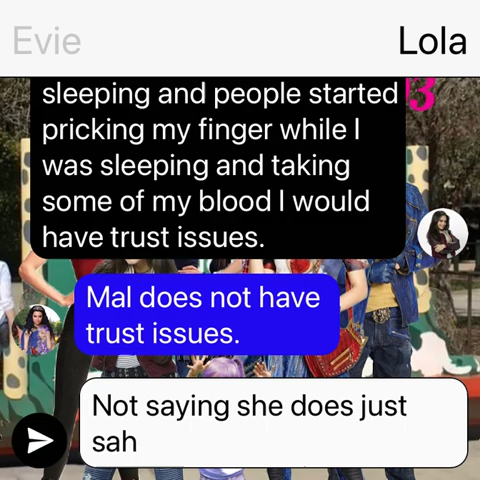 Evie Lola
sleeping and people started
3
pricking my finger while I
was sleeping and taking
some of my blood I would
have trust issues.
Mal does not have
trust issues.
Not saying she does just
sah